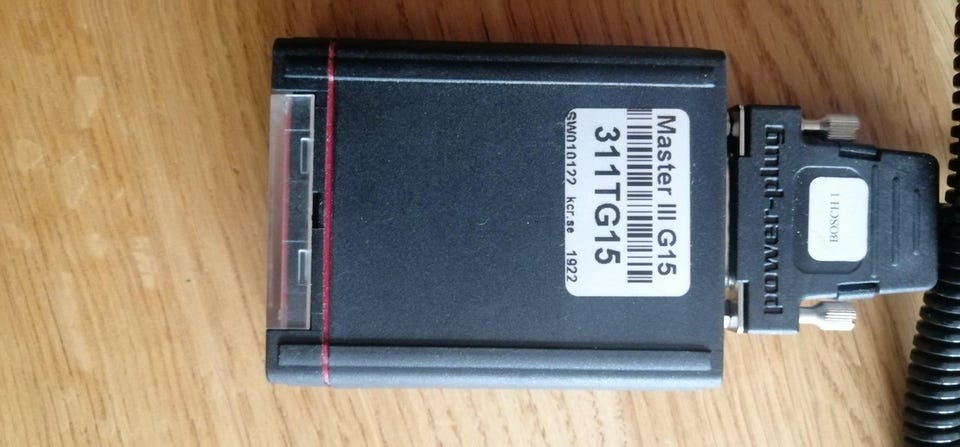 Master III G15
311TG15
SW010122 kcr.se 1922
power-plug
BOSCH 1